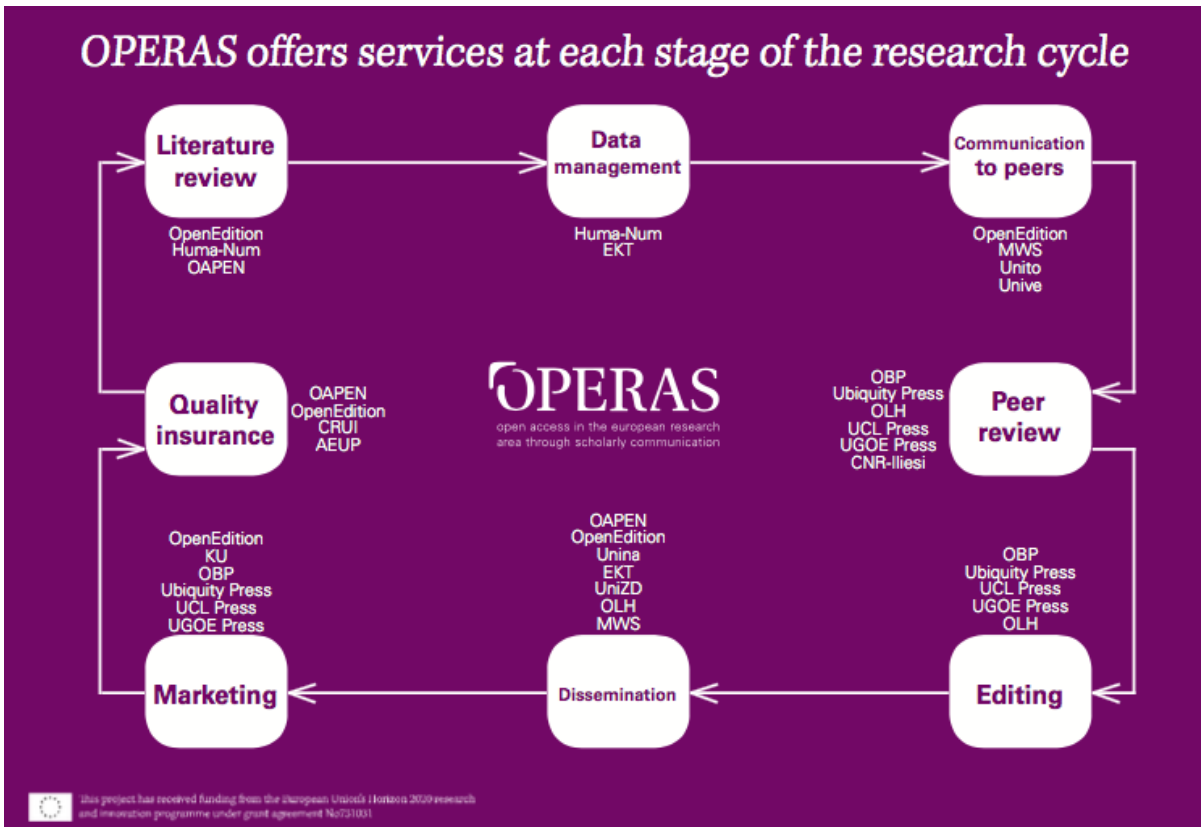 OPERAS offers services at each stage of the research cycle
Literature
review
OpenEdition
Huma-Num
OAPEN
Data
management
Huma-Num
EKT
Communication
to peers
OpenEdition
MWS
Unito
Unive
Quality
insurance
OAPEN
OpenEdition
CRUI
AEUP
OPERAS
open access in the european research
area through scholarly communication
OBP
Ubiquity Press
OLH
UCL Press
UGOE Press
CNR-Iliesi
Peer
review
OpenEdition
KU
OBP
Ubiquity Press
UCL Press
UGOE Press
Marketing
OAPEN
OpenEdition
Unina
EKT
UniZD
OLH
MWS
Dissemination
OBP
Ubiquity Press
UCL Press
UGOE Press
OLH
Editing
This project has received funding from the European Union's Horizon 2020 research
and innovation programme under grant agreement No731031